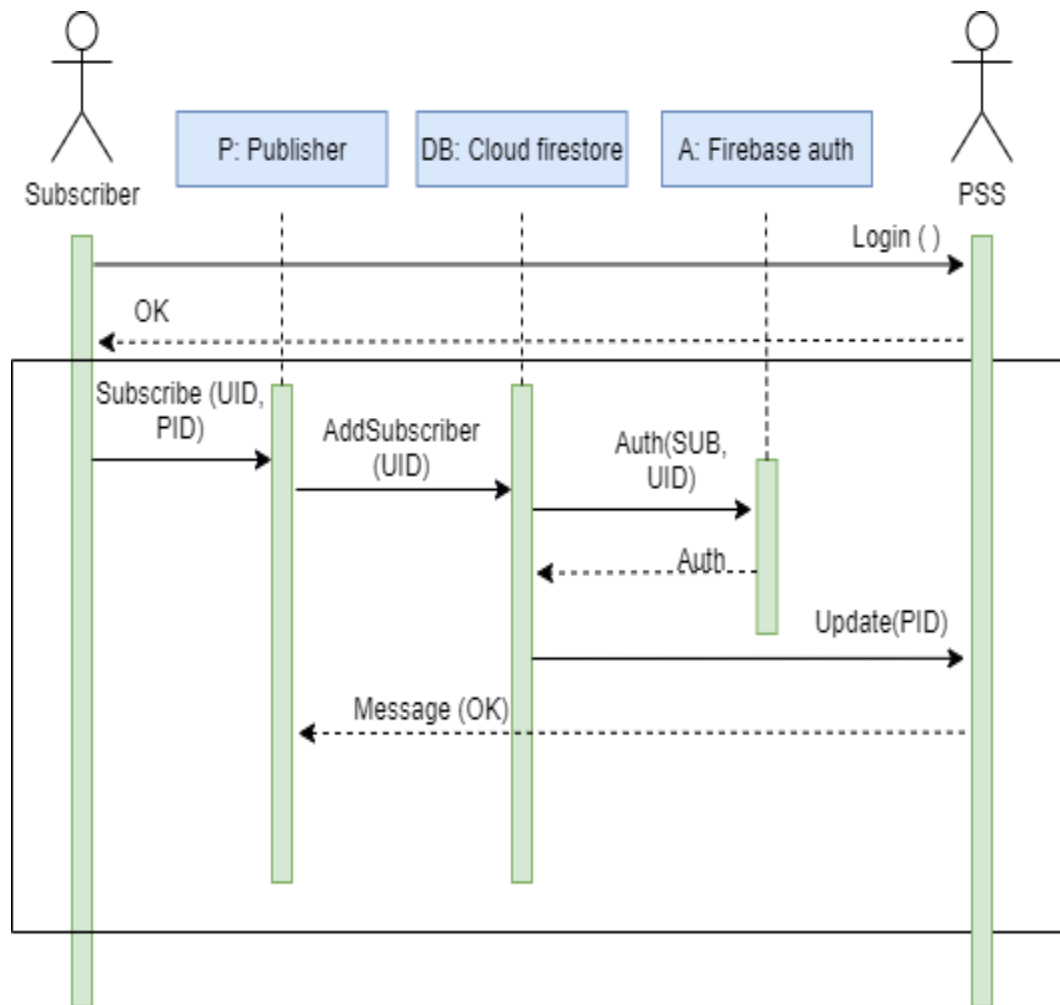 P: Publisher
DB: Cloud firestore
A: Firebase auth
Subscriber
PSS
Login ( )
OK
Subscribe (UID,
PID)
AddSubscriber
(UID)
Auth(SUB,
UID)
Auth
Update(PID)
Message (OK)